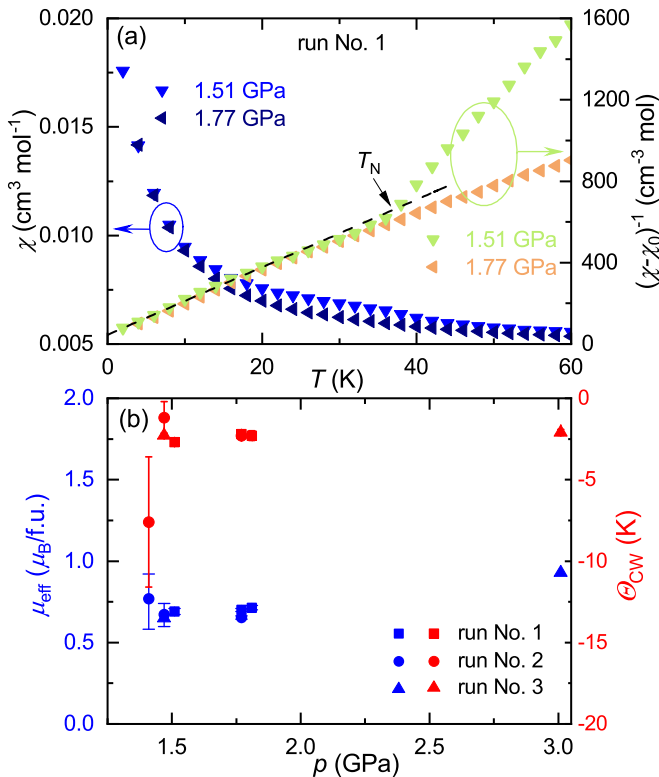 (a)
run No. 1
0.020
0.015
0.010
0.005
χ (cm³ mol⁻¹)
1.51 GPa
1.77 GPa
T_N
1600
1200
800
400
0
(χ-χ₀)⁻¹ (cm⁻³ mol)
1.51 GPa
1.77 GPa
0 20 40 60
T (K)
(b)
2.0
1.5
1.0
0.5
0.0
μ_eff (μ_B/f.u.)
0
-5
-10
-15
-20
Θ_CW (K)
run No. 1
run No. 2
run No. 3
1.5 2.0 2.5 3.0
p (GPa)